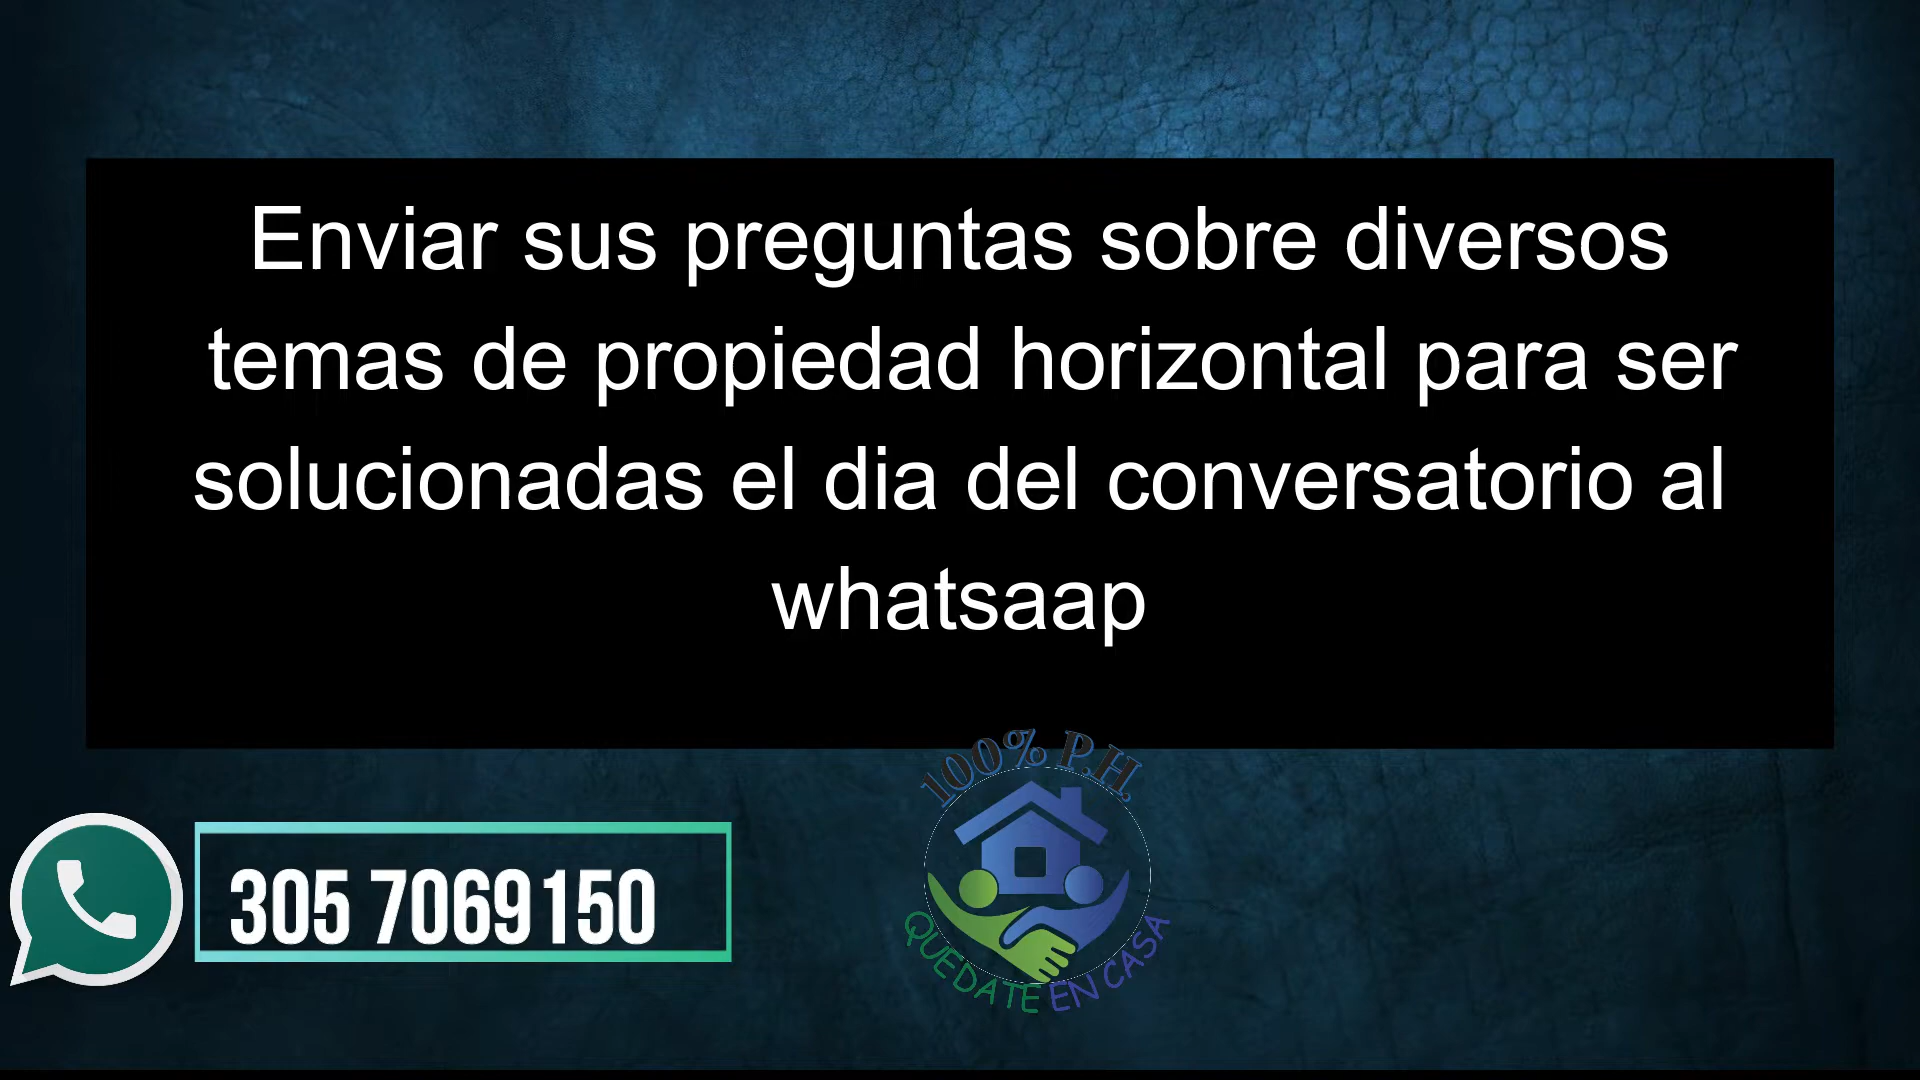 Enviar sus preguntas sobre diversos
temas de propiedad horizontal para ser
solucionadas el dia del conversatorio al
whatsaap
100% P.H.
305 7069150
QUEDATE EN CASA